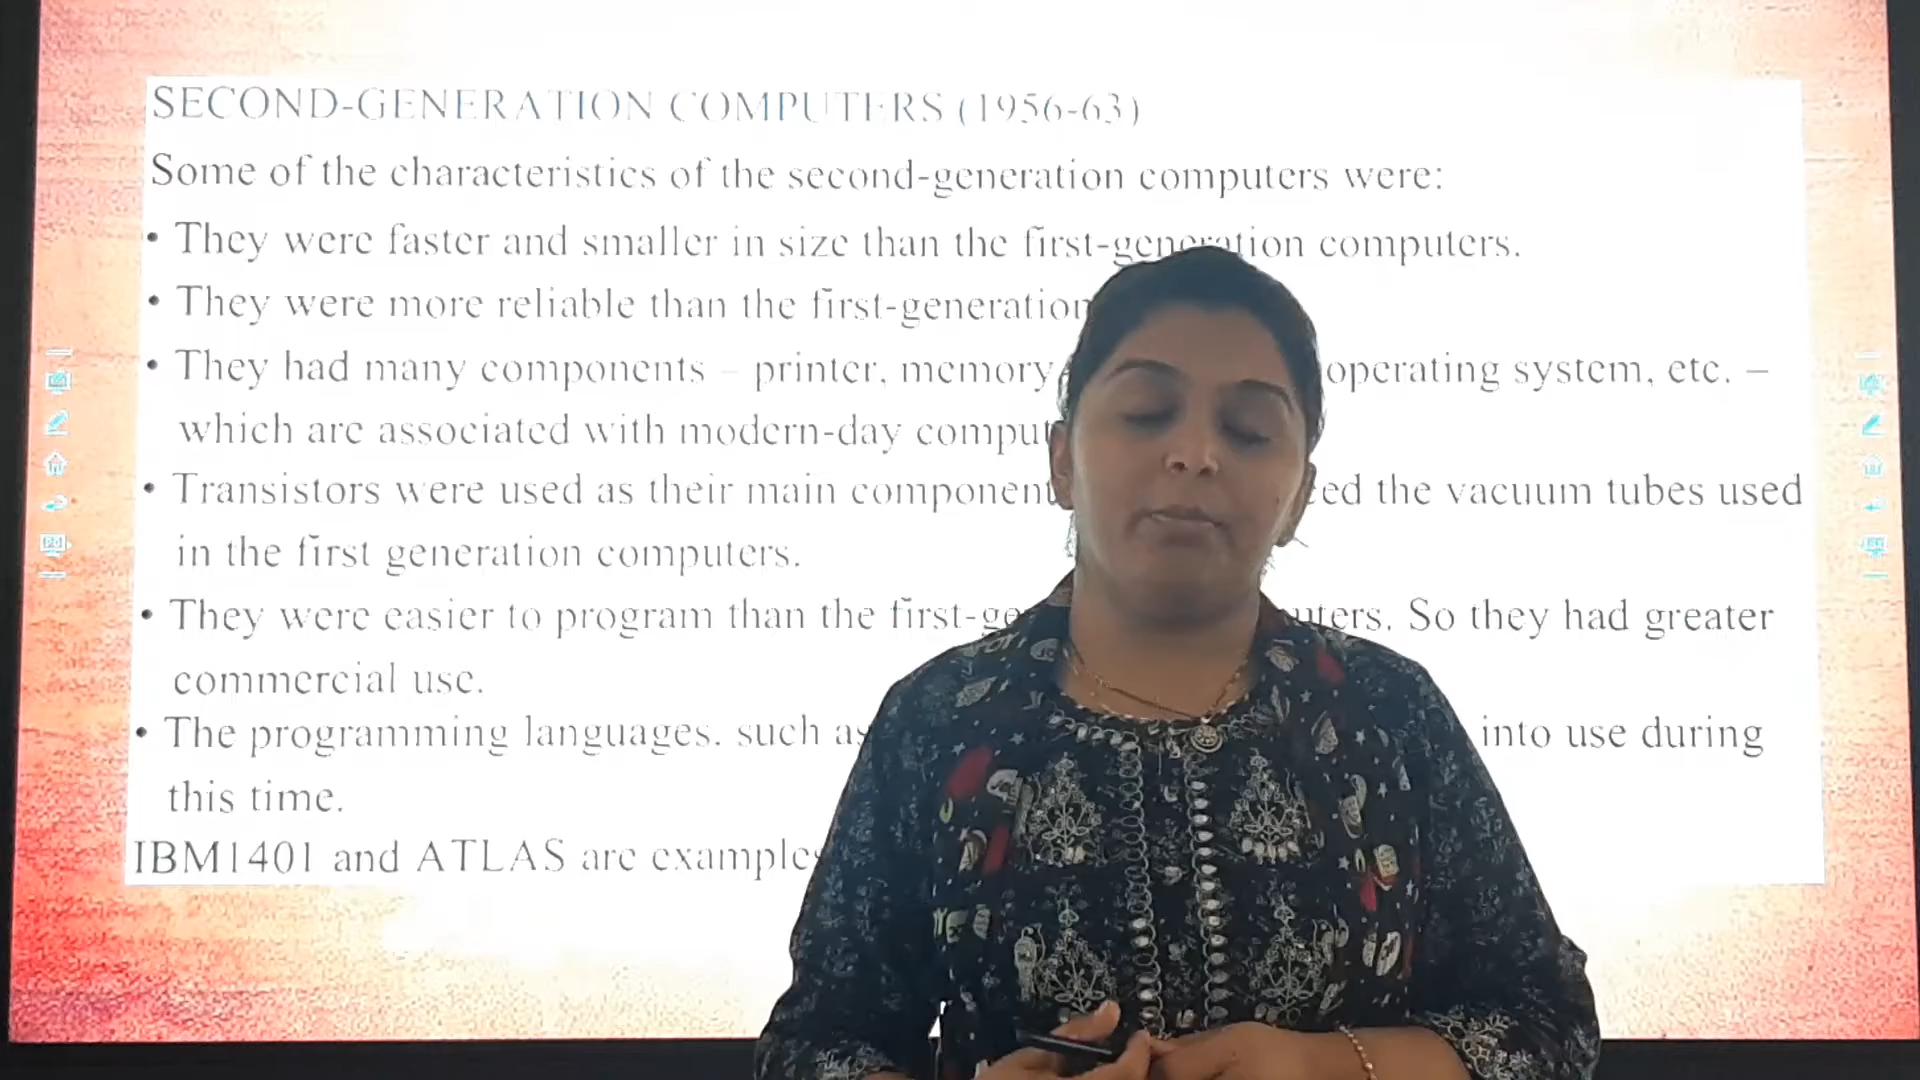 SECOND-GENERATION COMPUTERS (1956-63)
Some of the characteristics of the second-generation computers were:
• They were faster and smaller in size than the first-generation computers.
• They were more reliable than the first-generation
• They had many components – printer, memory operating system, etc. –
which are associated with modern-day
• Transistors were used as their main component the vacuum tubes used
in the first generation computers.
• They were easier to program than the So they had greater
commercial use.
• The programming languages, such as into use during
this time.
IBM1401 and ATLAS are